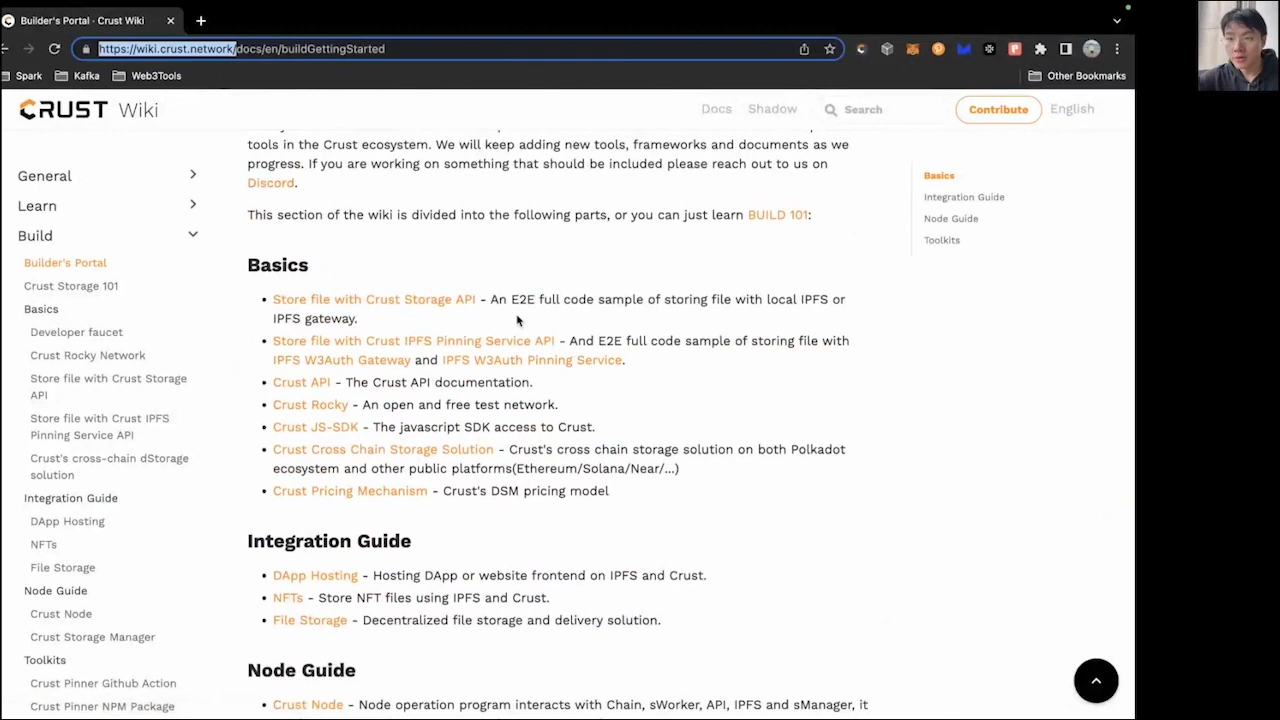 Builder's Portal · Crust Wiki
https://wiki.crust.network/docs/en/buildGettingStarted
Spark
Kafka
Web3Tools
Other Bookmarks
CRUST Wiki
Docs
Shadow
Search
Contribute
English
General
Learn
Build
Builder's Portal
Crust Storage 101
Basics
Developer faucet
Crust Rocky Network
Store file with Crust Storage
API
Store file with Crust IPFS
Pinning Service API
Crust's cross-chain dStorage
solution
Integration Guide
DApp Hosting
NFTs
File Storage
Node Guide
Crust Node
Crust Storage Manager
Toolkits
Crust Pinner Github Action
Crust Pinner NPM Package
tools in the Crust ecosystem. We will keep adding new tools, frameworks and documents as we
progress. If you are working on something that should be included please reach out to us on
Discord.
This section of the wiki is divided into the following parts, or you can just learn BUILD 101:
Basics
• Store file with Crust Storage API - An E2E full code sample of storing file with local IPFS or
IPFS gateway.
• Store file with Crust IPFS Pinning Service API - And E2E full code sample of storing file with
IPFS W3Auth Gateway and IPFS W3Auth Pinning Service.
• Crust API - The Crust API documentation.
• Crust Rocky - An open and free test network.
• Crust JS-SDK - The javascript SDK access to Crust.
• Crust Cross Chain Storage Solution - Crust's cross chain storage solution on both Polkadot
ecosystem and other public platforms(Ethereum/Solana/Near/...)
• Crust Pricing Mechanism - Crust's DSM pricing model
Integration Guide
• DApp Hosting - Hosting DApp or website frontend on IPFS and Crust.
• NFTs - Store NFT files using IPFS and Crust.
• File Storage - Decentralized file storage and delivery solution.
Node Guide
• Crust Node - Node operation program interacts with Chain, sWorker, API, IPFS and sManager, it
Basics
Integration Guide
Node Guide
Toolkits